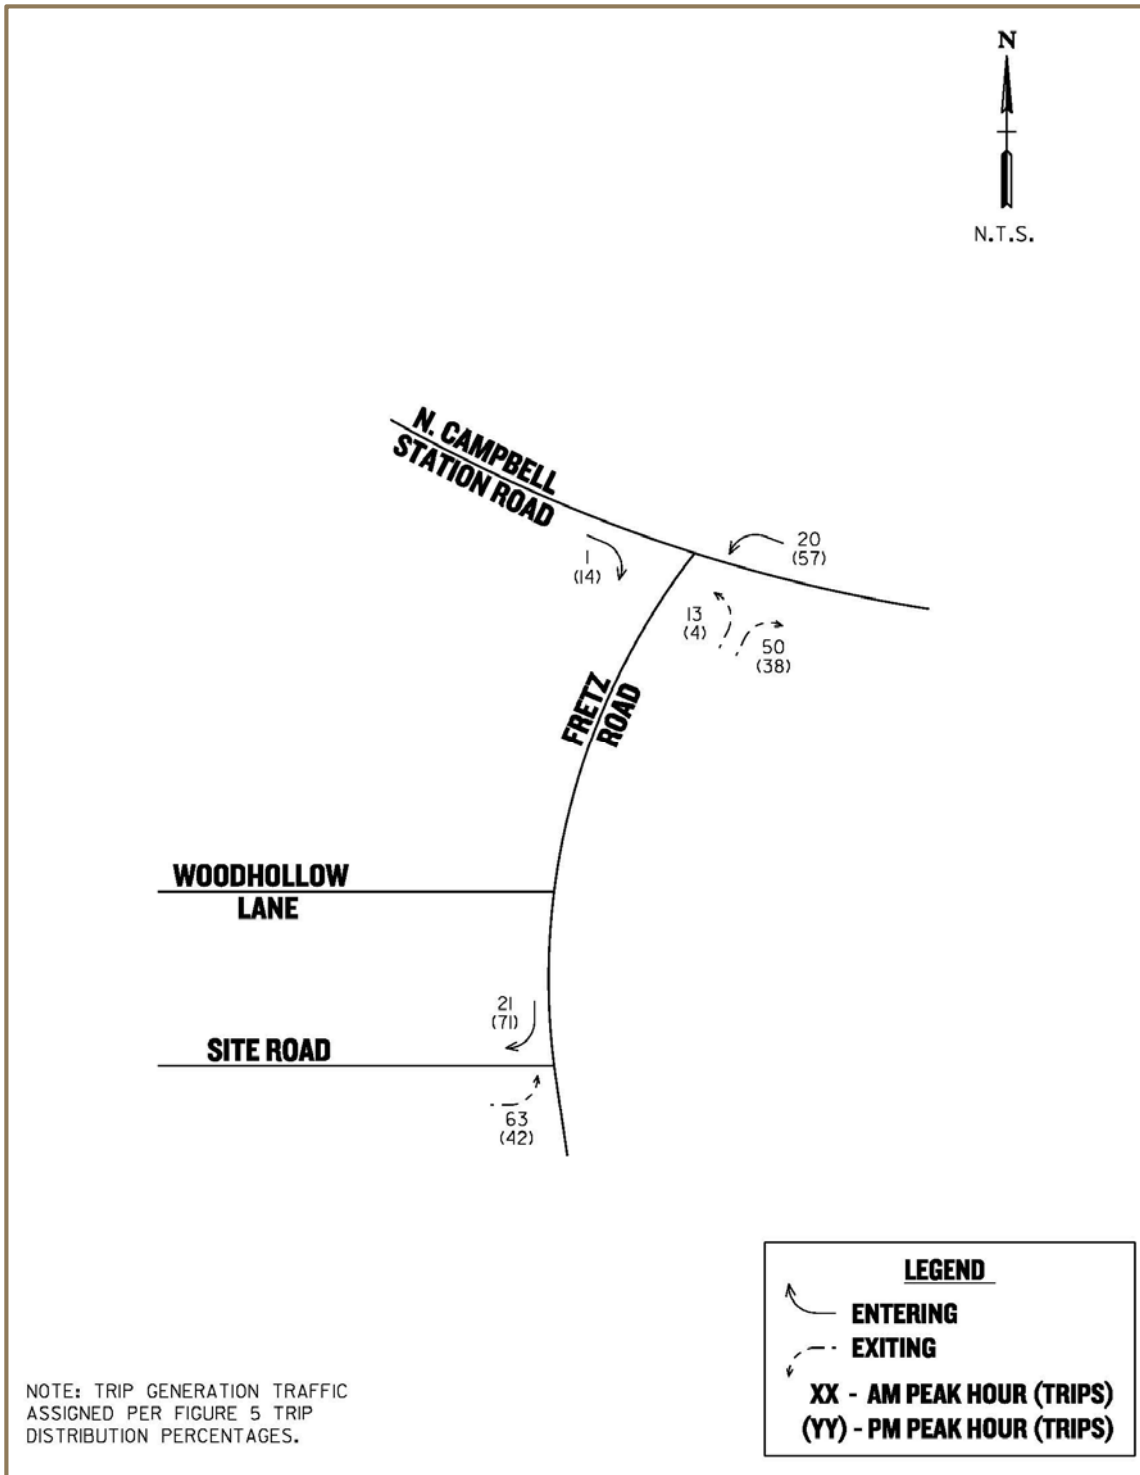 N
N.T.S.
N. CAMPBELL
STATION ROAD
20
(57)
1
(14)
13
(4)
50
(38)
FRETZ
ROAD
WOODHOLLOW
LANE
21
(71)
SITE ROAD
63
(42)
LEGEND
ENTERING
EXITING
XX - AM PEAK HOUR (TRIPS)
(YY) - PM PEAK HOUR (TRIPS)
NOTE: TRIP GENERATION TRAFFIC
ASSIGNED PER FIGURE 5 TRIP
DISTRIBUTION PERCENTAGES.